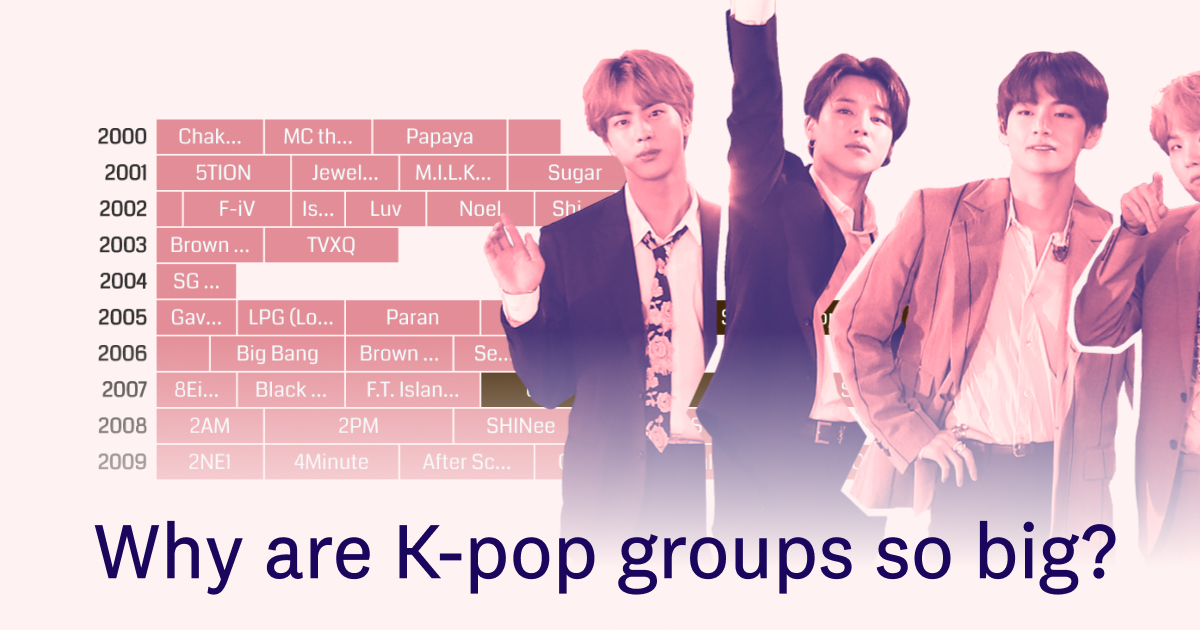 2000 Chak... MC th... Papaya
2001 5TION Jewel... M.I.L.K... Sugar
2002 F-iV Is... Luv Noel Shi
2003 Brown ... TVXQ
2004 SG ...
2005 Gav... LPG (Lo... Paran
2006 Big Bang Brown ... Se...
2007 8Ei... Black ... F.T. Islan...
2008 2AM 2PM SHINee
2009 2NE1 4Minute After Sc...
Why are K-pop groups so big?